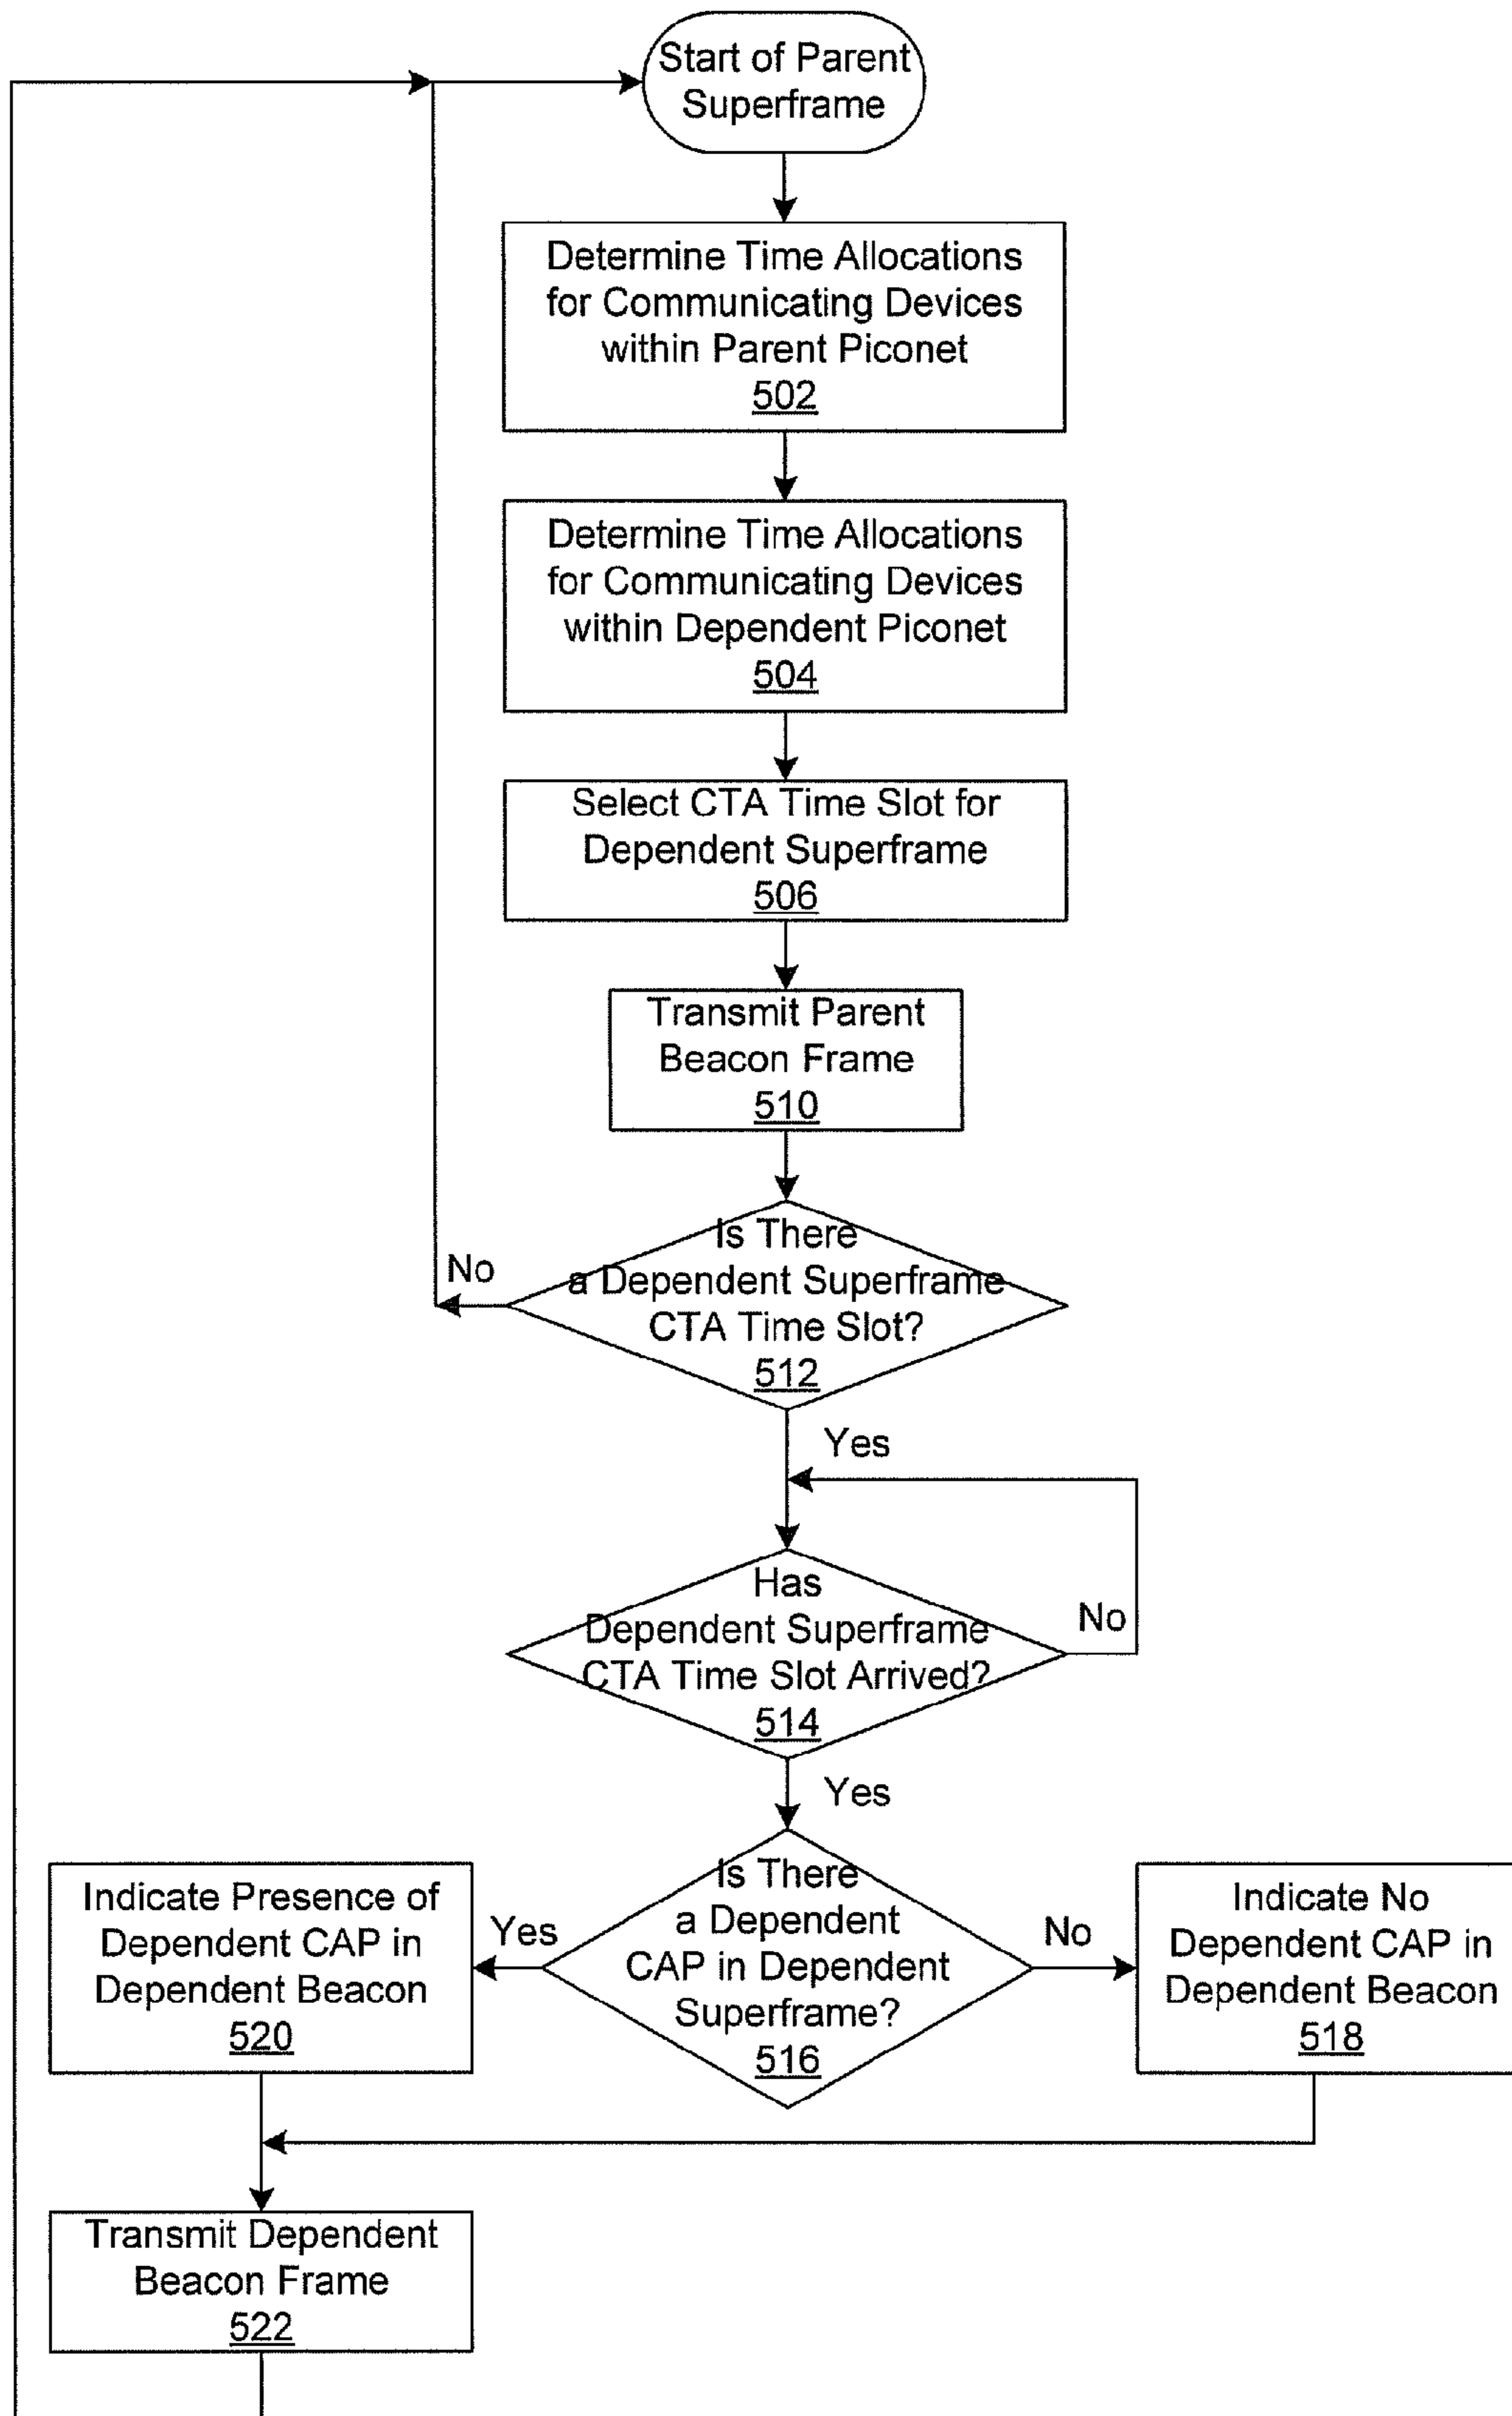 Start of Parent
Superframe
Determine Time Allocations
for Communicating Devices
within Parent Piconet
502
Determine Time Allocations
for Communicating Devices
within Dependent Piconet
504
Select CTA Time Slot for
Dependent Superframe
506
Transmit Parent
Beacon Frame
510
Is There
a Dependent Superframe
CTA Time Slot?
512
No
Yes
Has
Dependent Superframe
CTA Time Slot Arrived?
514
No
Yes
Is There
a Dependent
CAP in Dependent
Superframe?
516
Yes
No
Indicate Presence of
Dependent CAP in
Dependent Beacon
520
Indicate No
Dependent CAP in
Dependent Beacon
518
Transmit Dependent
Beacon Frame
522